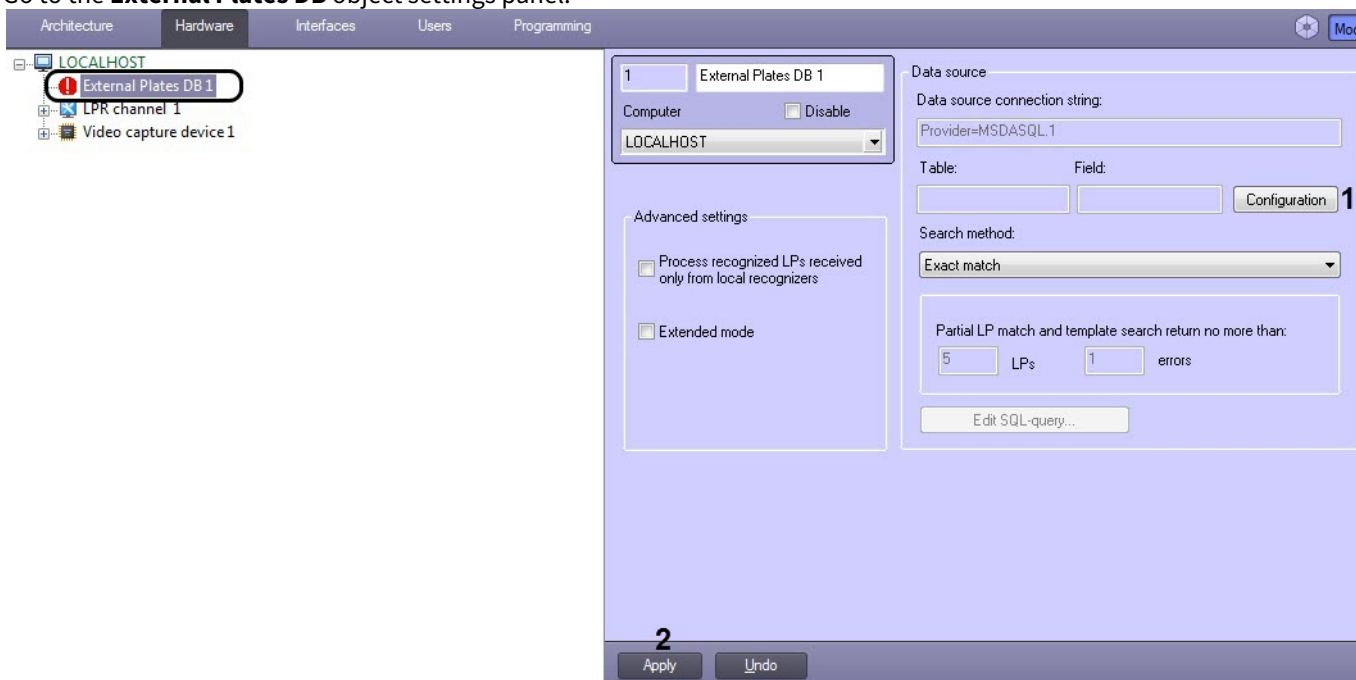 Go to the External Plates DB object settings panel.
Architecture Hardware Interfaces Users Programming
LOCALHOST
External Plates DB 1
LPR channel 1
Video capture device 1
1 External Plates DB 1
Computer Disable
LOCALHOST
Advanced settings
Process recognized LPs received
only from local recognizers
Extended mode
Data source
Data source connection string:
Provider=MSDASQL.1
Table: Field:
Configuration 1
Search method:
Exact match
Partial LP match and template search return no more than:
5 LPs 1 errors
Edit SQL-query...
2
Apply Undo